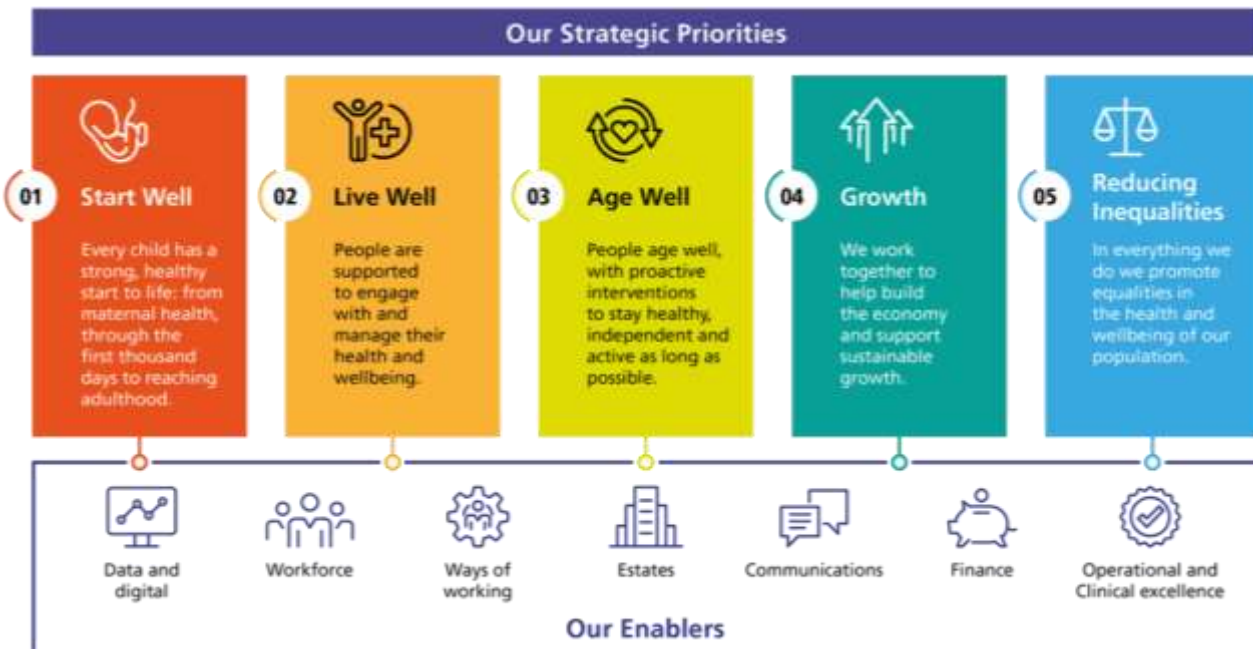 Our Strategic Priorities
01
Start Well
Every child has a
strong, healthy
start to life: from
maternal health,
through the
first thousand
days to reaching
adulthood.
02
Live Well
People are
supported
to engage
with and
manage their
health and
wellbeing.
03
Age Well
People age well,
with proactive
interventions
to stay healthy,
independent and
active as long as
possible.
04
Growth
We work
together to
help build
the economy
and support
sustainable
growth.
05
Reducing
Inequalities
In everything we
do we promote
equalities in
the health and
wellbeing of our
population.
Data and
digital
Workforce
Ways of
working
Estates
Communications
Finance
Operational and
Clinical excellence
Our Enablers